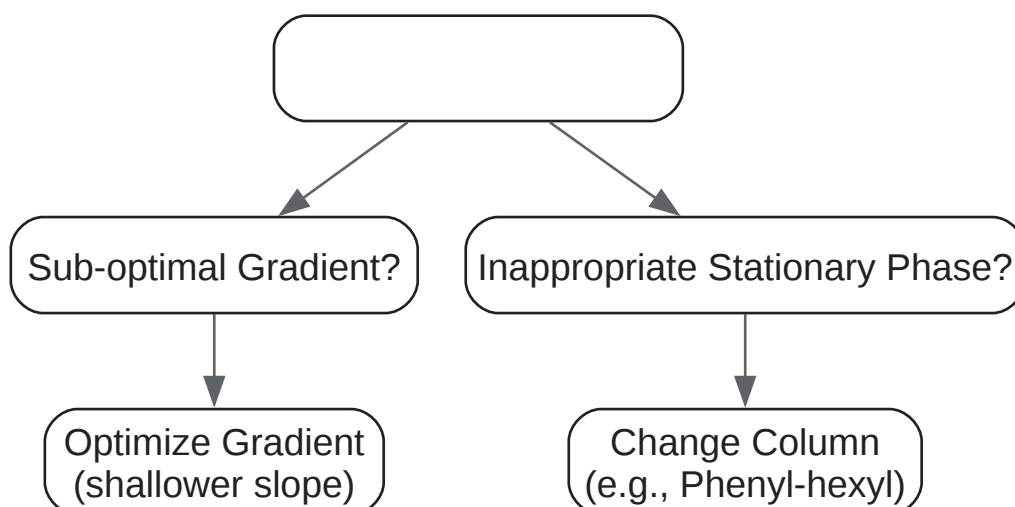 Sub-optimal Gradient?
Inappropriate Stationary Phase?
Optimize Gradient
(shallower slope)
Change Column
(e.g., Phenyl-hexyl)